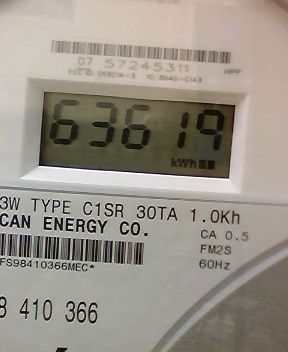 07 57245311
HPP
63619
kWh
3W TYPE C1SR 30TA 1.0Kh
CAN ENERGY CO.
CA 0.5
FM2S
60Hz
FS98410366MEC*
8 410 366